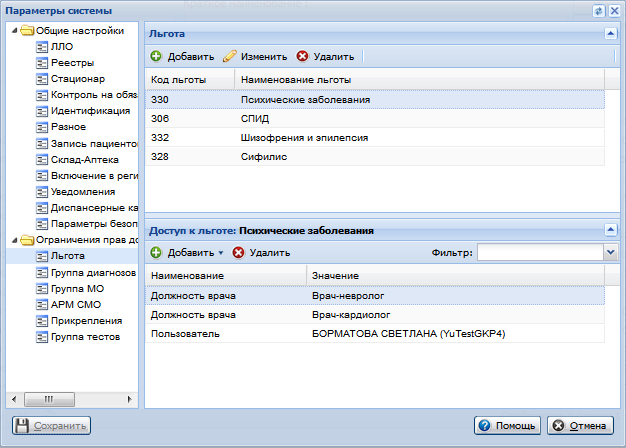 Параметры системы
Общие настройки
ЛЛО
Реестры
Стационар
Контроль на обяз
Идентификация
Разное
Запись пациенто
Склад-Аптека
Включение в реги
Уведомления
Диспансерные ка
Параметры безоп
Ограничения прав до
Льгота
Группа диагнозов
Группа МО
АРМ СМО
Прикрепления
Группа тестов
Льгота
Добавить Изменить Удалить
Код льготы Наименование льготы
330 Психические заболевания
306 СПИД
332 Шизофрения и эпилепсия
328 Сифилис
Доступ к льготе: Психические заболевания
Добавить Удалить Фильтр:
Наименование Значение
Должность врача Врач-невролог
Должность врача Врач-кардиолог
Пользователь БОРМАТОВА СВЕТЛАНА (YuTestGKP4)
Сохранить Помощь Отмена